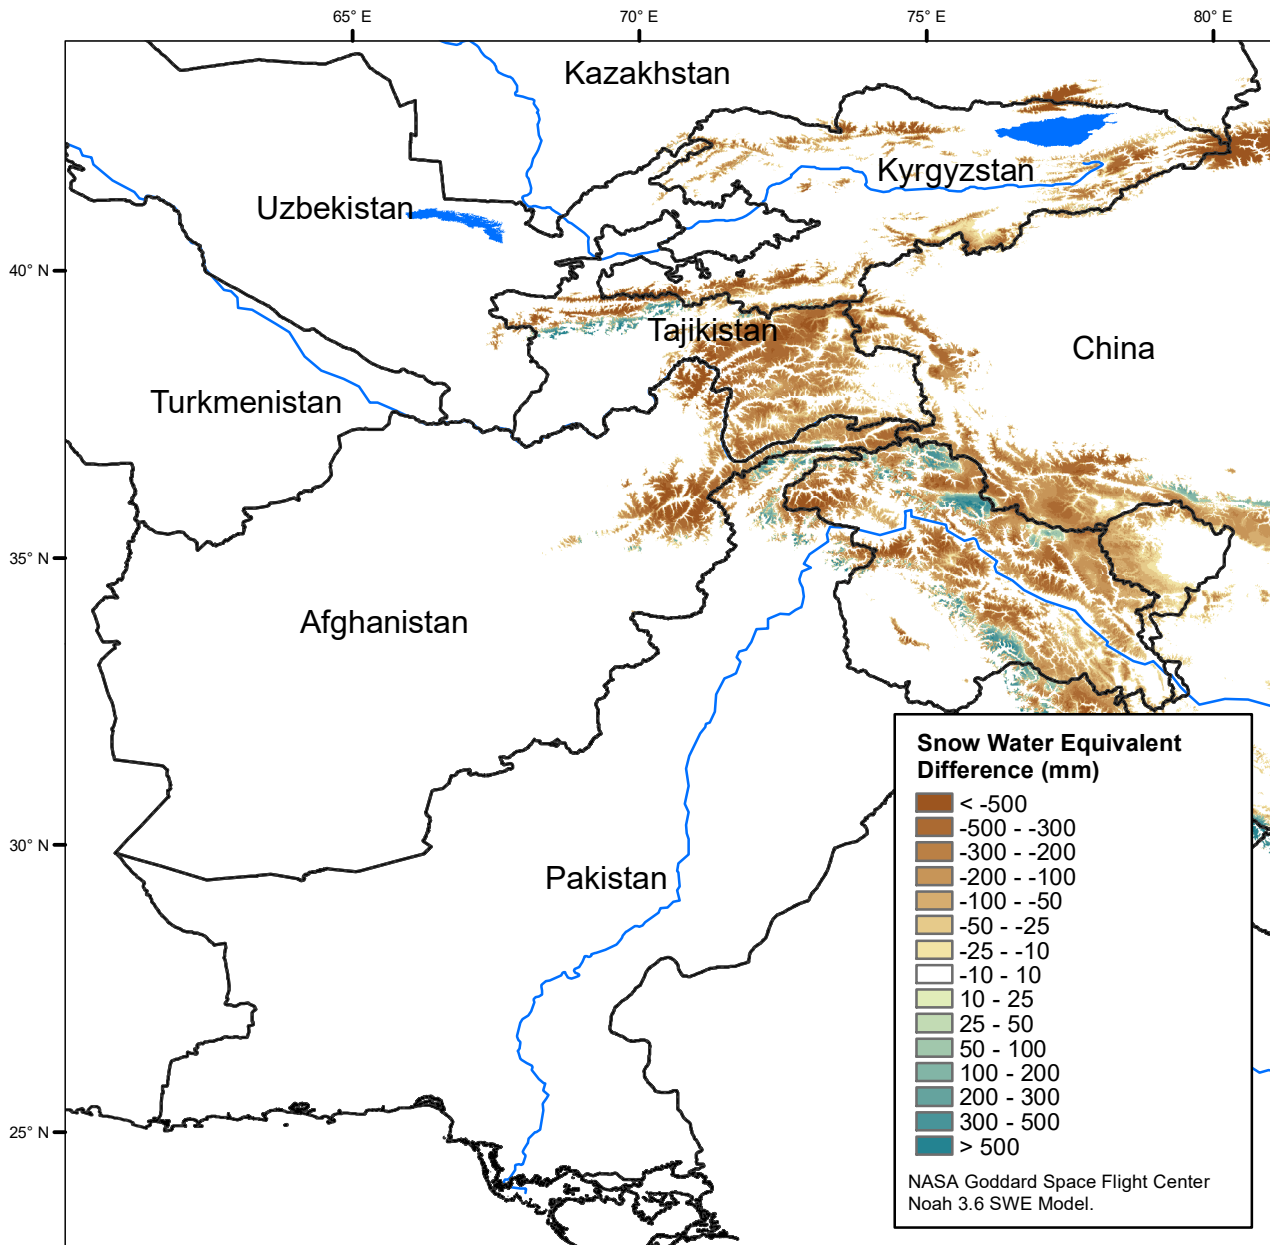 65° E
70° E
75° E
80° E
Kazakhstan
Kyrgyzstan
Uzbekistan
40° N
Tajikistan
China
Turkmenistan
35° N
Afghanistan
30° N
Pakistan
25° N
Snow Water Equivalent
Difference (mm)
< -500
-500 - -300
-300 - -200
-200 - -100
-100 - -50
-50 - -25
-25 - -10
-10 - 10
10 - 25
25 - 50
50 - 100
100 - 200
200 - 300
300 - 500
> 500
NASA Goddard Space Flight Center
Noah 3.6 SWE Model.